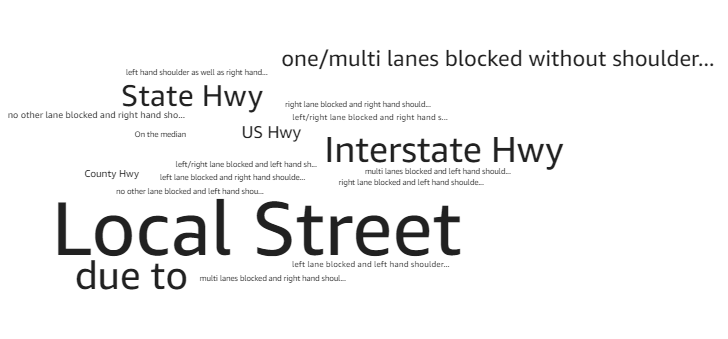 one/multi lanes blocked without shoulder...
left hand shoulder as well as right hand...
State Hwy
right lane blocked and right hand should...
no other lane blocked and right hand sho...
left/right lane blocked and right hand s...
On the median
US Hwy
Interstate Hwy
left/right lane blocked and left hand sh...
multi lanes blocked and left hand should...
County Hwy
left lane blocked and right hand shoulde...
right lane blocked and left hand shoulde...
no other lane blocked and left hand shou...
Local Street
left lane blocked and left hand shoulder...
due to
multi lanes blocked and right hand shoul...